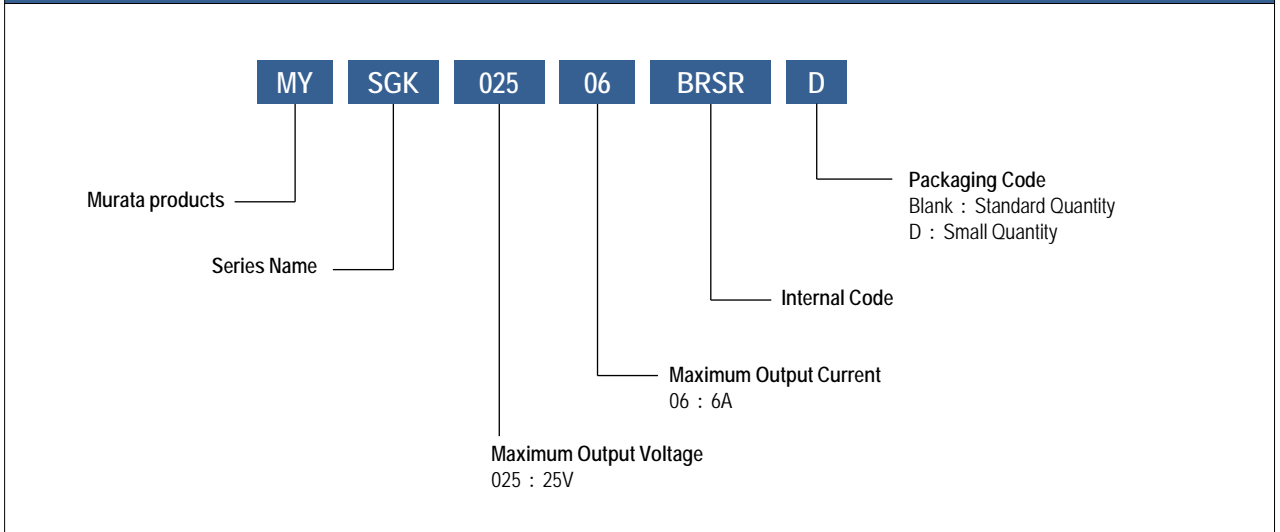 MY SGK 025 06 BRSR D
Murata products
Series Name
Packaging Code
Blank : Standard Quantity
D : Small Quantity
Internal Code
Maximum Output Current
06 : 6A
Maximum Output Voltage
025 : 25V